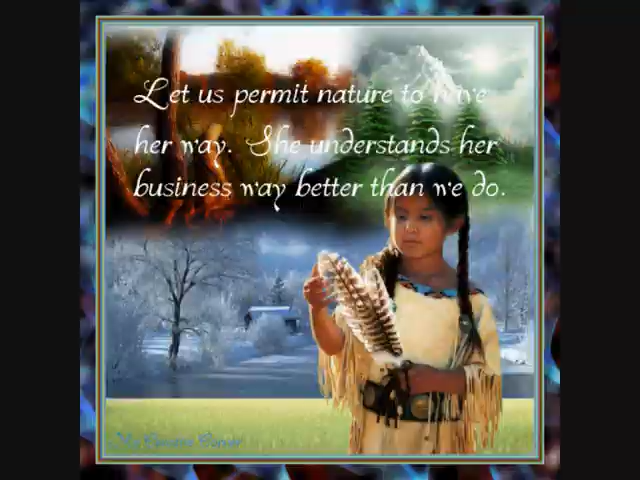 Let us permit nature to have
her way. She understands her
business way better than we do.